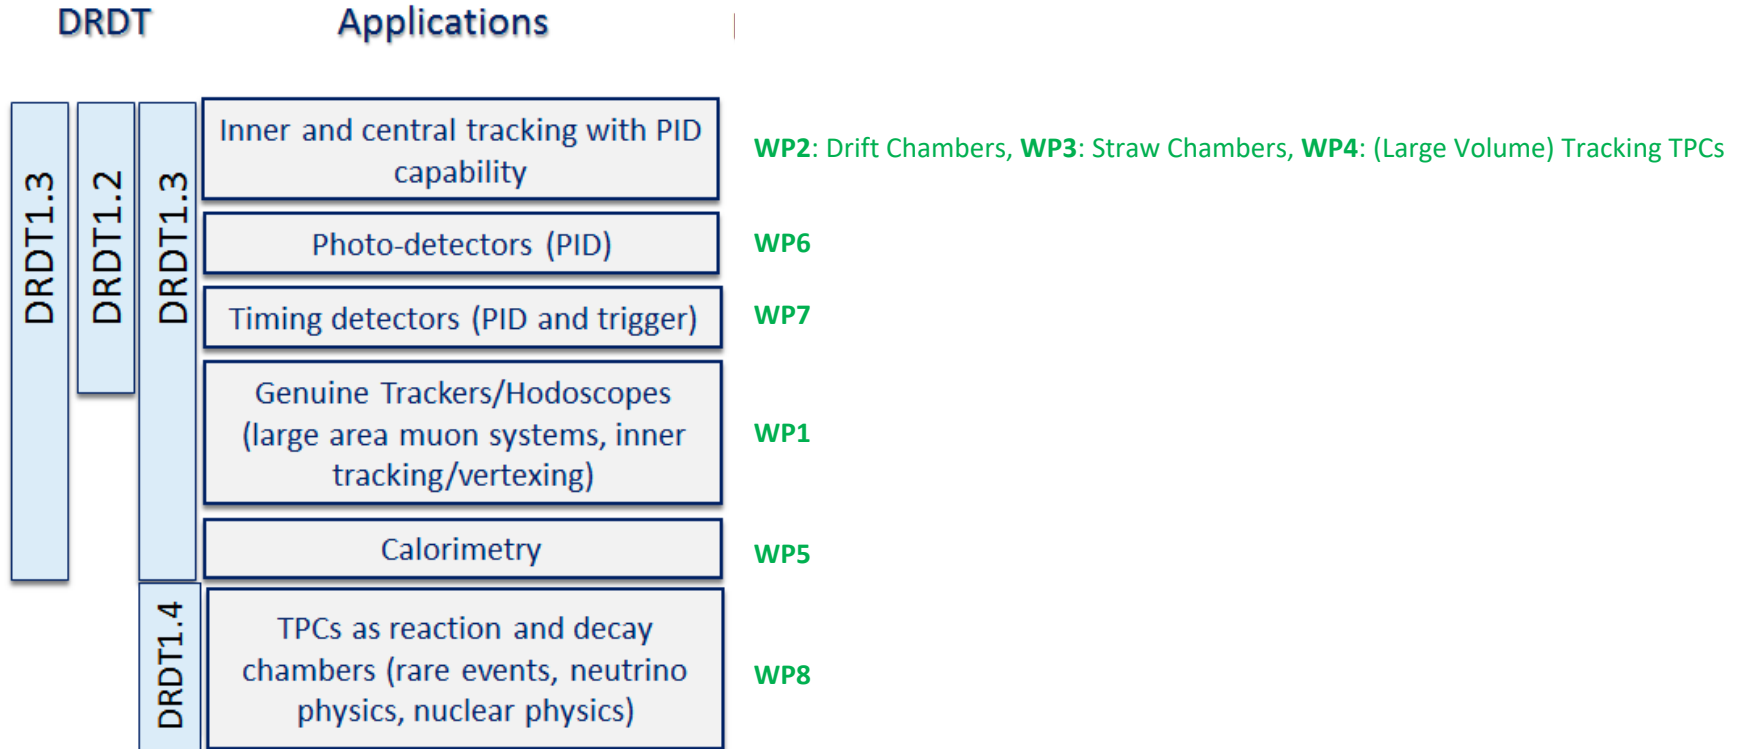 DRDT
Applications
DRDT1.3
DRDT1.2
DRDT1.3
Inner and central tracking with PID
capability
WP2: Drift Chambers, WP3: Straw Chambers, WP4: (Large Volume) Tracking TPCs
Photo-detectors (PID)
WP6
Timing detectors (PID and trigger)
WP7
Genuine Trackers/Hodoscopes
(large area muon systems, inner
tracking/vertexing)
WP1
Calorimetry
WP5
DRDT1.4
TPCs as reaction and decay
chambers (rare events, neutrino
physics, nuclear physics)
WP8